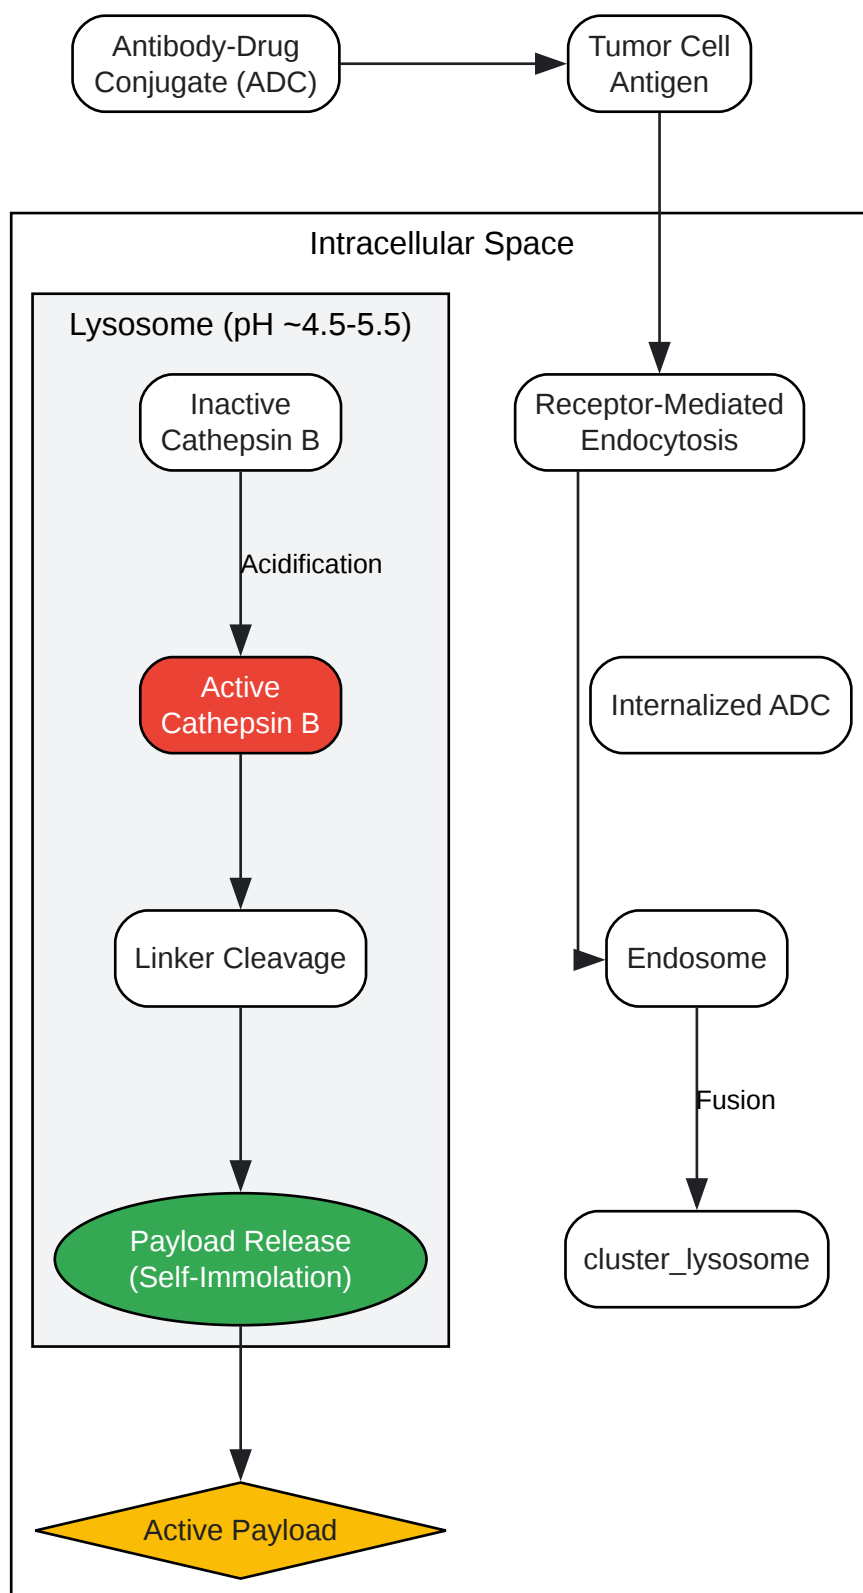 Antibody-Drug
Conjugate (ADC)
Tumor Cell
Antigen
Intracellular Space
Lysosome (pH ~4.5-5.5)
Inactive
Cathepsin B
Receptor-Mediated
Endocytosis
Acidification
Active
Cathepsin B
Internalized ADC
Linker Cleavage
Endosome
Fusion
Payload Release
(Self-Immolation)
cluster_lysosome
Active Payload